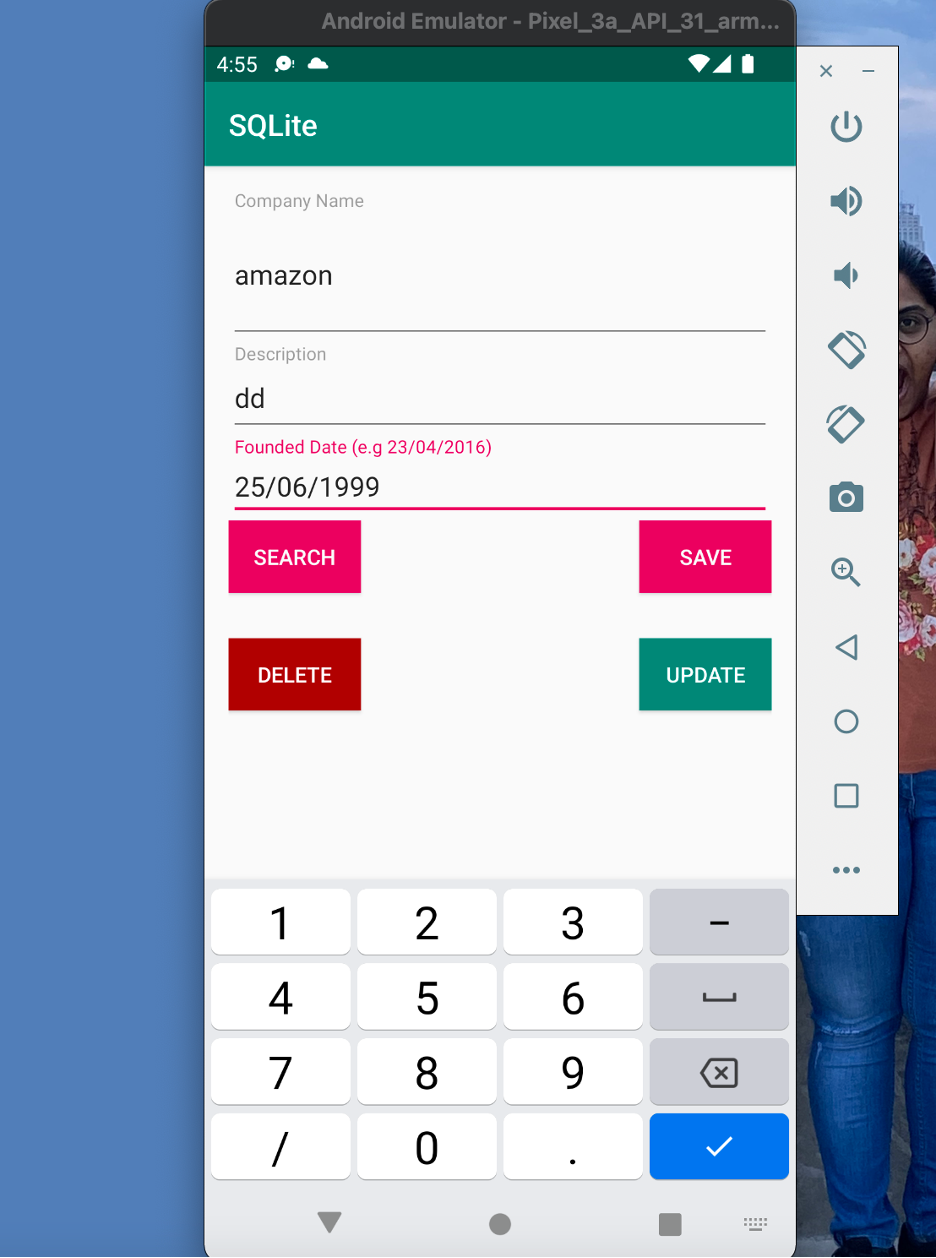 Android Emulator - Pixel_3a_API_31_arm...
4:55
SQLite
Company Name
amazon
Description
dd
Founded Date (e.g 23/04/2016)
25/06/1999
SEARCH SAVE
DELETE UPDATE
1 2 3 –
4 5 6
7 8 9
/ 0 .